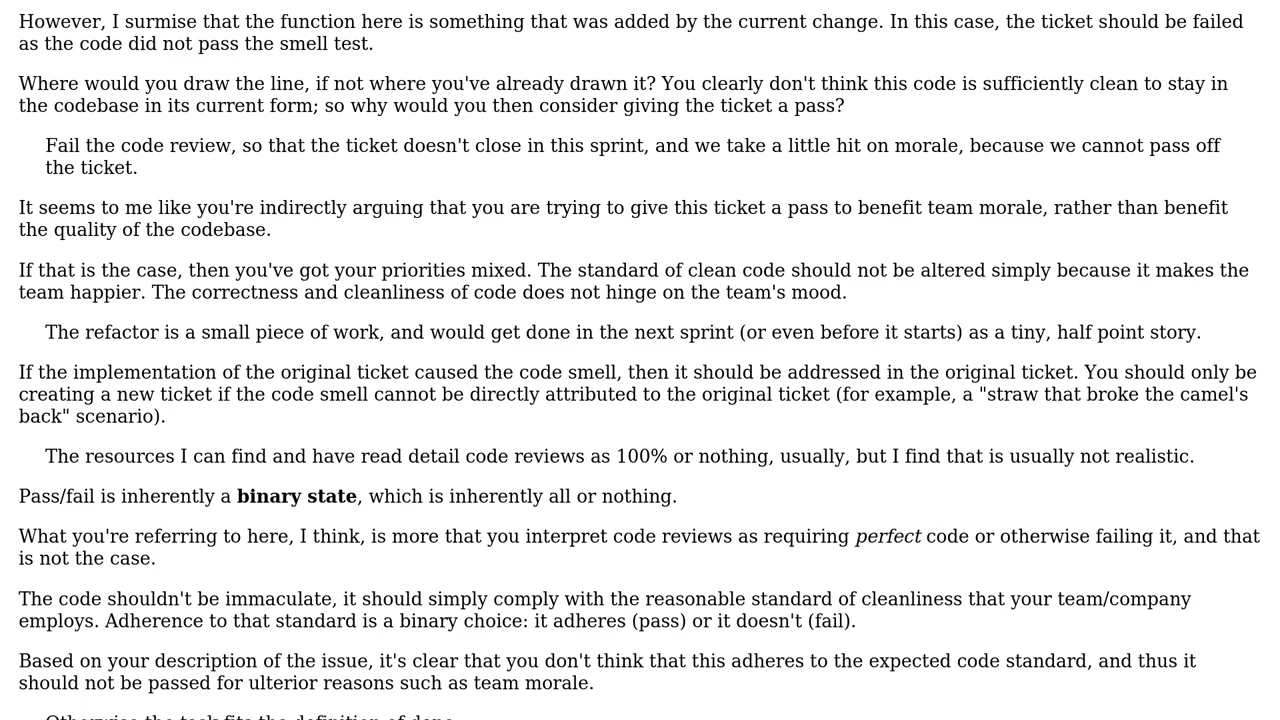 However, I surmise that the function here is something that was added by the current change. In this case, the ticket should be failed
as the code did not pass the smell test.
Where would you draw the line, if not where you've already drawn it? You clearly don't think this code is sufficiently clean to stay in
the codebase in its current form; so why would you then consider giving the ticket a pass?
Fail the code review, so that the ticket doesn't close in this sprint, and we take a little hit on morale, because we cannot pass off
the ticket.
It seems to me like you're indirectly arguing that you are trying to give this ticket a pass to benefit team morale, rather than benefit
the quality of the codebase.
If that is the case, then you've got your priorities mixed. The standard of clean code should not be altered simply because it makes the
team happier. The correctness and cleanliness of code does not hinge on the team's mood.
The refactor is a small piece of work, and would get done in the next sprint (or even before it starts) as a tiny, half point story.
If the implementation of the original ticket caused the code smell, then it should be addressed in the original ticket. You should only be
creating a new ticket if the code smell cannot be directly attributed to the original ticket (for example, a "straw that broke the camel's
back" scenario).
The resources I can find and have read detail code reviews as 100% or nothing, usually, but I find that is usually not realistic.
Pass/fail is inherently a binary state, which is inherently all or nothing.
What you're referring to here, I think, is more that you interpret code reviews as requiring perfect code or otherwise failing it, and that
is not the case.
The code shouldn't be immaculate, it should simply comply with the reasonable standard of cleanliness that your team/company
employs. Adherence to that standard is a binary choice: it adheres (pass) or it doesn't (fail).
Based on your description of the issue, it's clear that you don't think that this adheres to the expected code standard, and thus it
should not be passed for ulterior reasons such as team morale.
Otherwise the task fits the definition of done